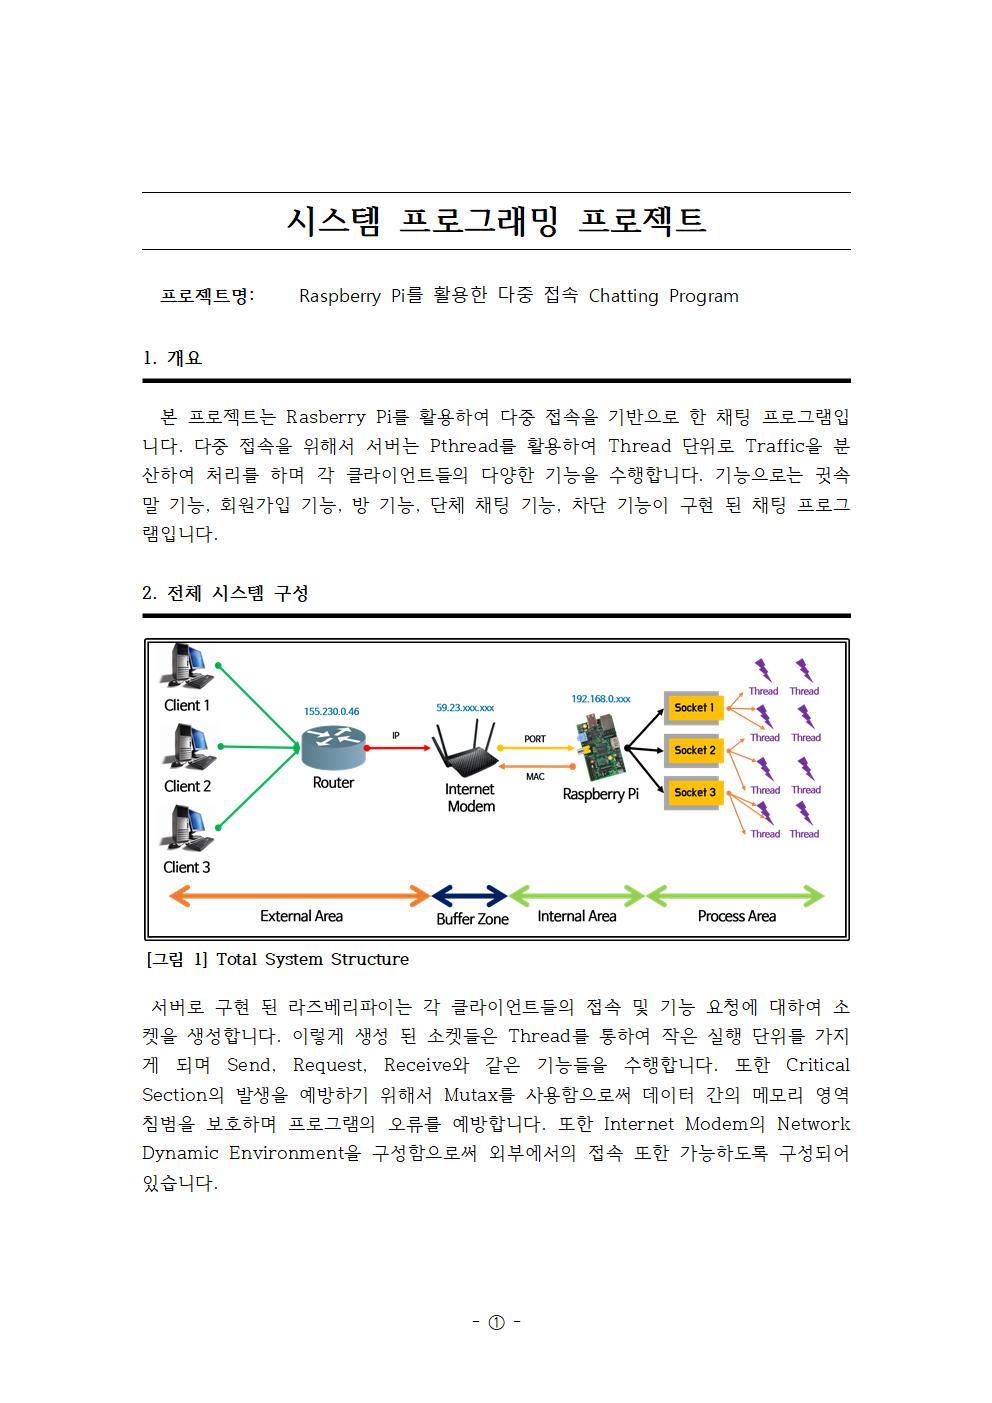 시스템 프로그래밍 프로젝트
프로젝트명: Raspberry Pi를 활용한 다중 접속 Chatting Program
1. 개요
본 프로젝트는 Rasberry Pi를 활용하여 다중 접속을 기반으로 한 채팅 프로그램입
니다. 다중 접속을 위해서 서버는 Pthread를 활용하여 Thread 단위로 Traffic을 분
산하여 처리를 하며 각 클라이언트들의 다양한 기능을 수행합니다. 기능으로는 귓속
말 기능, 회원가입 기능, 방 기능, 단체 채팅 기능, 차단 기능이 구현 된 채팅 프로그
램입니다.
2. 전체 시스템 구성
Client 1
Client 2
Client 3
155.230.0.46
Router
IP
59.23.xxx.xxx
Internet
Modem
PORT
MAC
192.168.0.xxx
Raspberry Pi
Socket 1
Socket 2
Socket 3
Thread Thread
Thread Thread
Thread Thread
Thread Thread
External Area
Buffer Zone
Internal Area
Process Area
[그림 1] Total System Structure
서버로 구현 된 라즈베리파이는 각 클라이언트들의 접속 및 기능 요청에 대하여 소
켓을 생성합니다. 이렇게 생성 된 소켓들은 Thread를 통하여 작은 실행 단위를 가지
게 되며 Send, Request, Receive와 같은 기능들을 수행합니다. 또한 Critical
Section의 발생을 예방하기 위해서 Mutax를 사용함으로써 데이터 간의 메모리 영역
침범을 보호하며 프로그램의 오류를 예방합니다. 또한 Internet Modem의 Network
Dynamic Environment을 구성함으로써 외부에서의 접속 또한 가능하도록 구성되어
있습니다.
- ① -